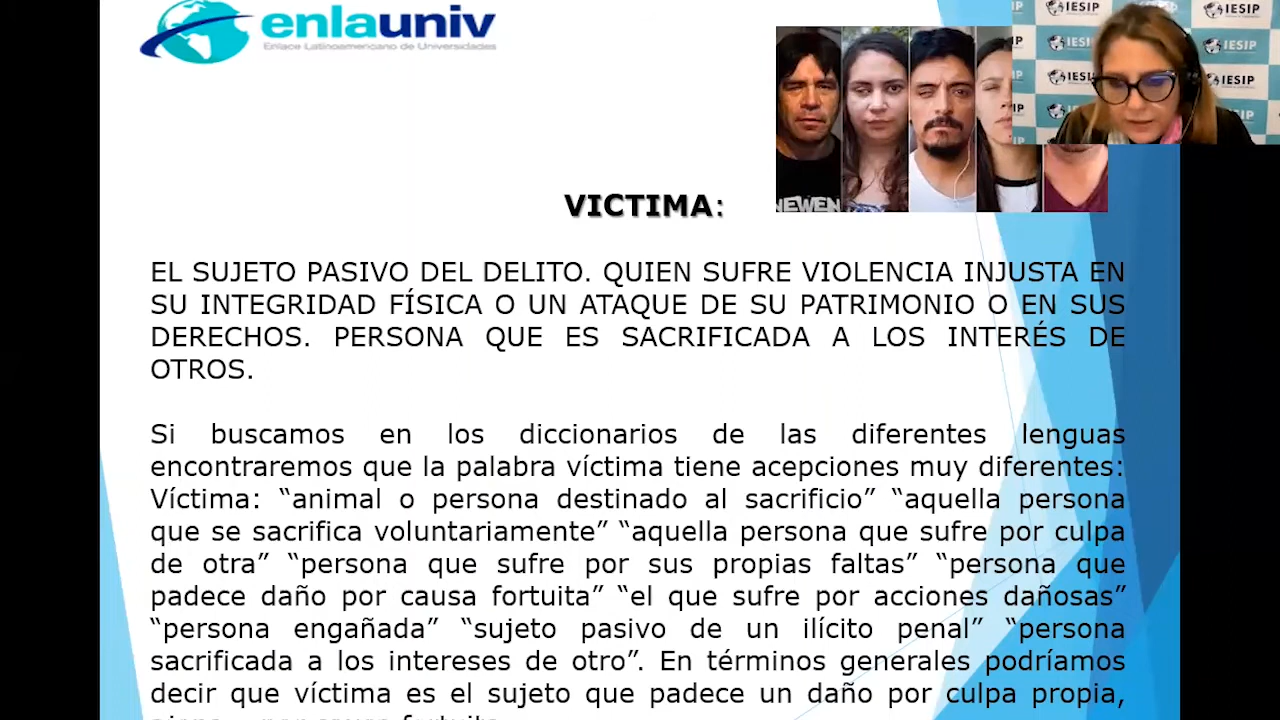 enlauniv
Enlace Latinoamericano de Universidades
IESIP
IESIP
IESIP
IESIP
IESIP
IESIP
NEWEN
VICTIMA:
EL SUJETO PASIVO DEL DELITO. QUIEN SUFRE VIOLENCIA INJUSTA EN
SU INTEGRIDAD FÍSICA O UN ATAQUE DE SU PATRIMONIO O EN SUS
DERECHOS. PERSONA QUE ES SACRIFICADA A LOS INTERÉS DE
OTROS.
Si buscamos en los diccionarios de las diferentes lenguas
encontraremos que la palabra víctima tiene acepciones muy diferentes:
Víctima: “animal o persona destinado al sacrificio” “aquella persona
que se sacrifica voluntariamente” “aquella persona que sufre por culpa
de otra” “persona que sufre por sus propias faltas” “persona que
padece daño por causa fortuita” “el que sufre por acciones dañosas”
“persona engañada” “sujeto pasivo de un ilícito penal” “persona
sacrificada a los intereses de otro”. En términos generales podríamos
decir que víctima es el sujeto que padece un daño por culpa propia,